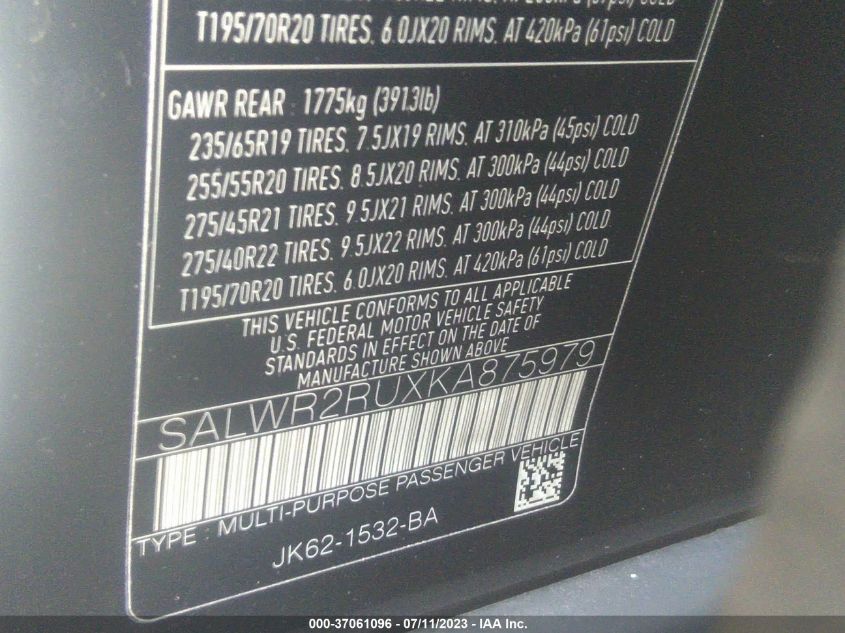 T195/70R20 TIRES, 6.0JX20 RIMS, AT 420kPa (61psi) COLD
GAWR REAR : 1775kg (3913lb)
235/65R19 TIRES, 7.5JX19 RIMS, AT 310kPa (45psi) COLD
255/55R20 TIRES, 8.5JX20 RIMS, AT 300kPa (44psi) COLD
275/45R21 TIRES, 9.5JX21 RIMS, AT 300kPa (44psi) COLD
275/40R22 TIRES, 9.5JX22 RIMS, AT 300kPa (44psi) COLD
T195/70R20 TIRES, 6.0JX20 RIMS, AT 420kPa (61psi) COLD
THIS VEHICLE CONFORMS TO ALL APPLICABLE
U.S. FEDERAL MOTOR VEHICLE SAFETY
STANDARDS IN EFFECT ON THE DATE OF
MANUFACTURE SHOWN ABOVE
SALWR2RUXKA875979
TYPE : MULTI-PURPOSE PASSENGER VEHICLE
JK62-1532-BA
000-37061096 - 07/11/2023 - IAA Inc.